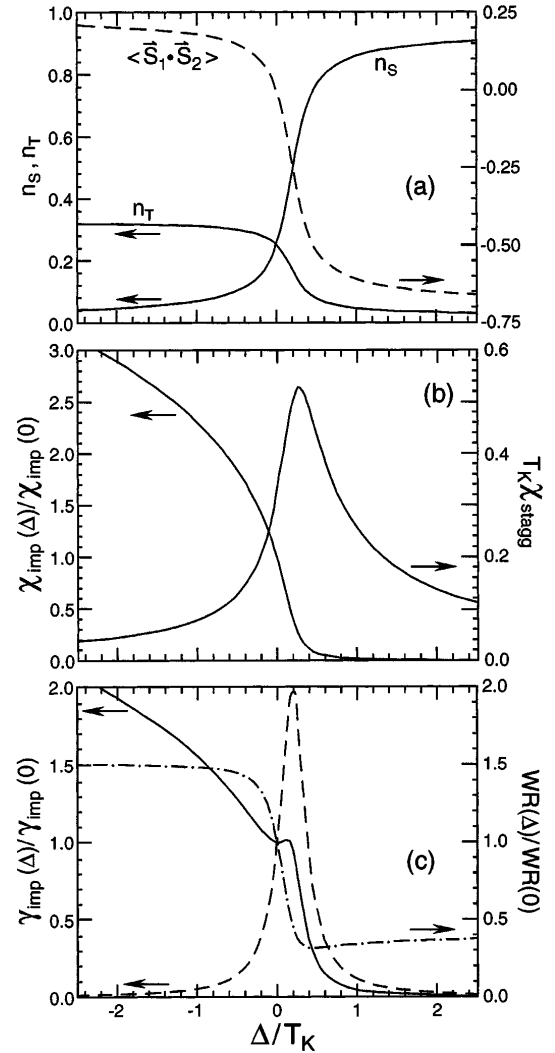 1.0
0.8
0.6
0.4
0.2
0.0
n_S, n_T
<S⃗₁•S⃗₂>
n_S
(a)
n_T
0.25
0.00
-0.25
-0.50
-0.75
3.0
2.5
2.0
1.5
1.0
0.5
0.0
χ_imp(Δ)/χ_imp(0)
(b)
0.6
0.4
0.2
0.0
T_K χ_stagg
2.0
1.5
1.0
0.5
0.0
γ_imp(Δ)/γ_imp(0)
(c)
2.0
1.5
1.0
0.5
0.0
WR(Δ)/WR(0)
-2 -1 0 1 2
Δ/T_K